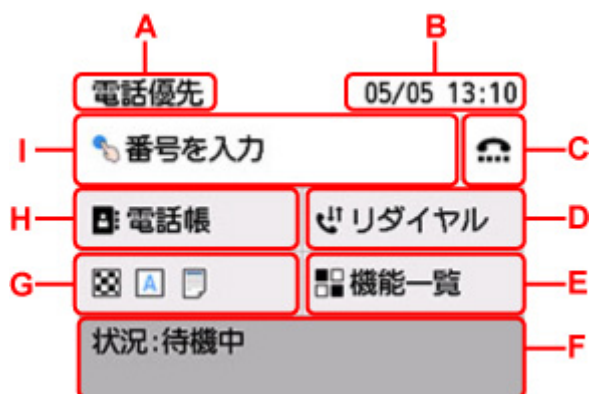 A B
電話優先 05/05 13:10
I 番号を入力 C
H 電話帳 リダイヤル D
G A 機能一覧 E
状況:待機中 F